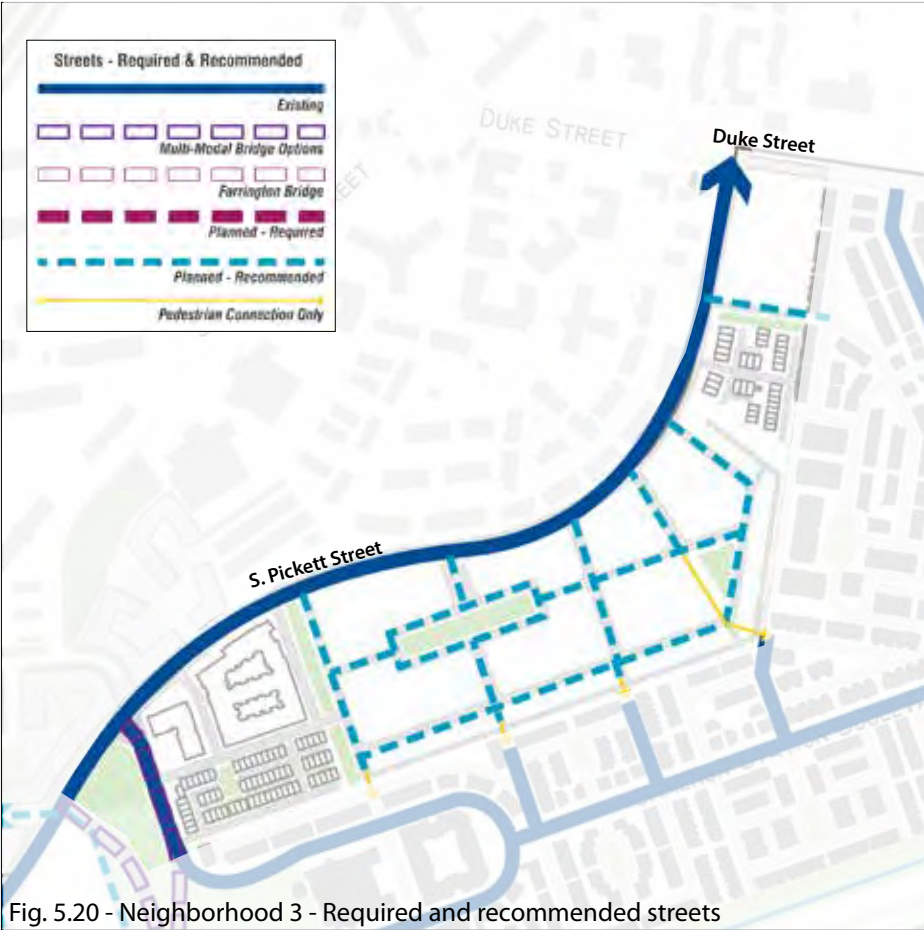 Streets - Required & Recommended
Existing
Multi-Modal Bridge Options
Farrington Bridge
Planned - Required
Planned - Recommended
Pedestrian Connection Only
DUKE STREET
Duke Street
S. Pickett Street
Fig. 5.20 - Neighborhood 3 - Required and recommended streets